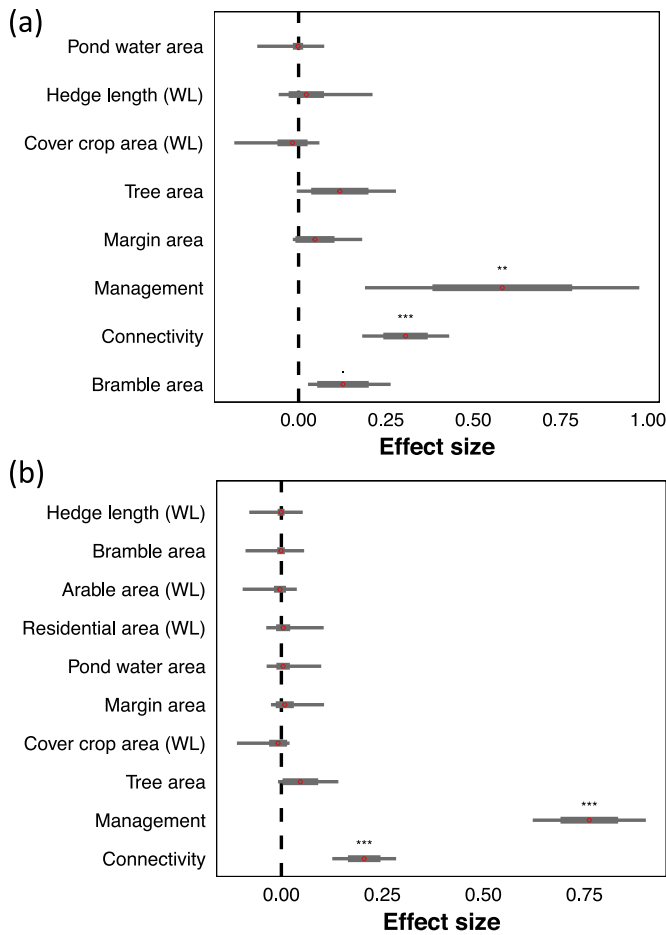 (a)
Pond water area
Hedge length (WL)
Cover crop area (WL)
Tree area
Margin area
Management
**
Connectivity
***
Bramble area
.
0.00 0.25 0.50 0.75 1.00
Effect size
(b)
Hedge length (WL)
Bramble area
Arable area (WL)
Residential area (WL)
Pond water area
Margin area
Cover crop area (WL)
Tree area
Management
***
Connectivity
***
0.00 0.25 0.50 0.75
Effect size